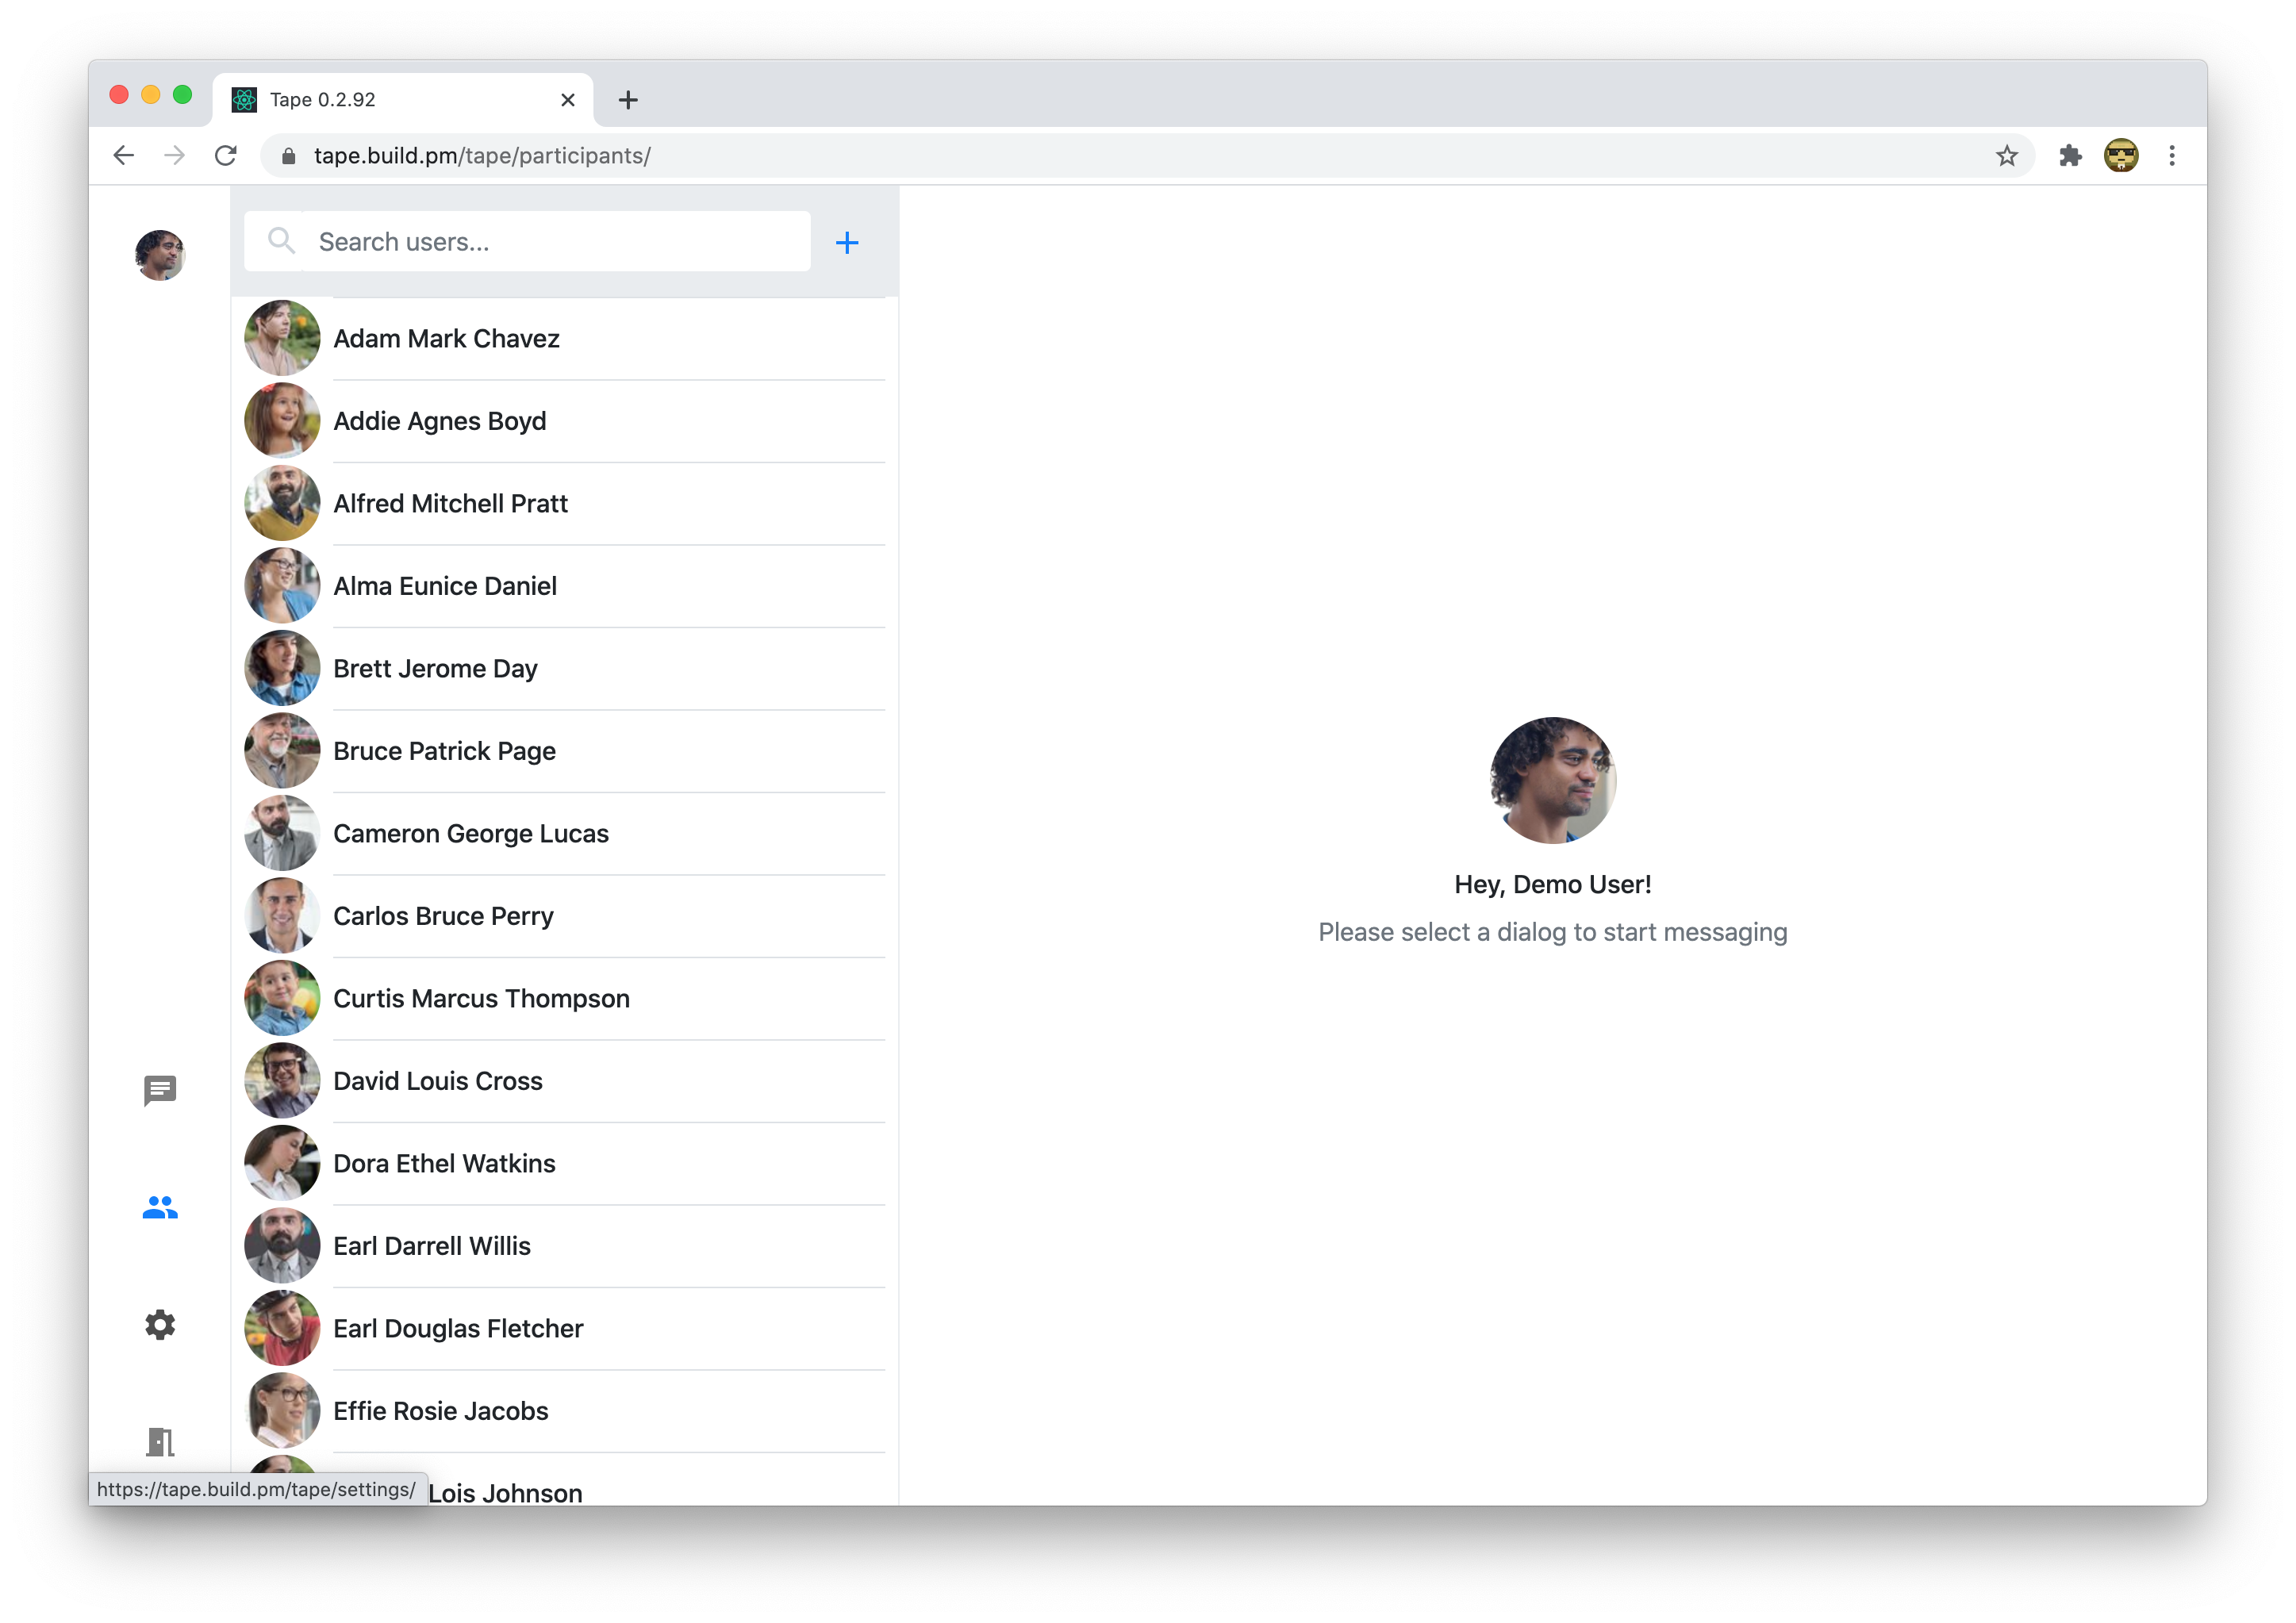 Tape 0.2.92
tape.build.pm/tape/participants/
Search users...
Adam Mark Chavez
Addie Agnes Boyd
Alfred Mitchell Pratt
Alma Eunice Daniel
Brett Jerome Day
Bruce Patrick Page
Cameron George Lucas
Carlos Bruce Perry
Curtis Marcus Thompson
David Louis Cross
Dora Ethel Watkins
Earl Darrell Willis
Earl Douglas Fletcher
Effie Rosie Jacobs
Lois Johnson
Hey, Demo User!
Please select a dialog to start messaging
https://tape.build.pm/tape/settings/